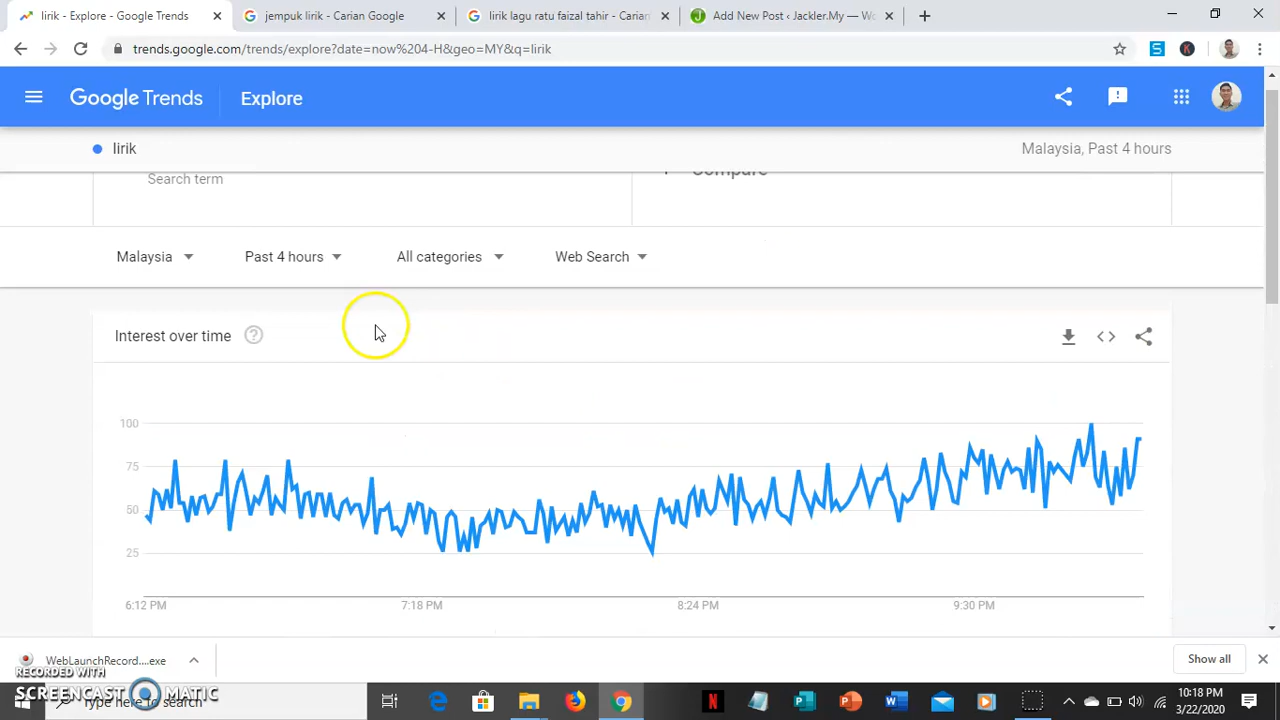 lirik - Explore - Google Trends
jempuk lirik - Carian Google
lirik lagu ratu faizal tahir - Carian
Add New Post ‹ Jackler.My — Wo
trends.google.com/trends/explore?date=now%204-H&geo=MY&q=lirik
Google Trends
Explore
lirik
Malaysia, Past 4 hours
Search term
+ Compare
Malaysia
Past 4 hours
All categories
Web Search
Interest over time
100
75
50
25
6:12 PM
7:18 PM
8:24 PM
9:30 PM
WebLaunchRecord....exe
Show all
RECORDED WITH
SCREENCAST MATIC
Type here to search
10:18 PM
3/22/2020